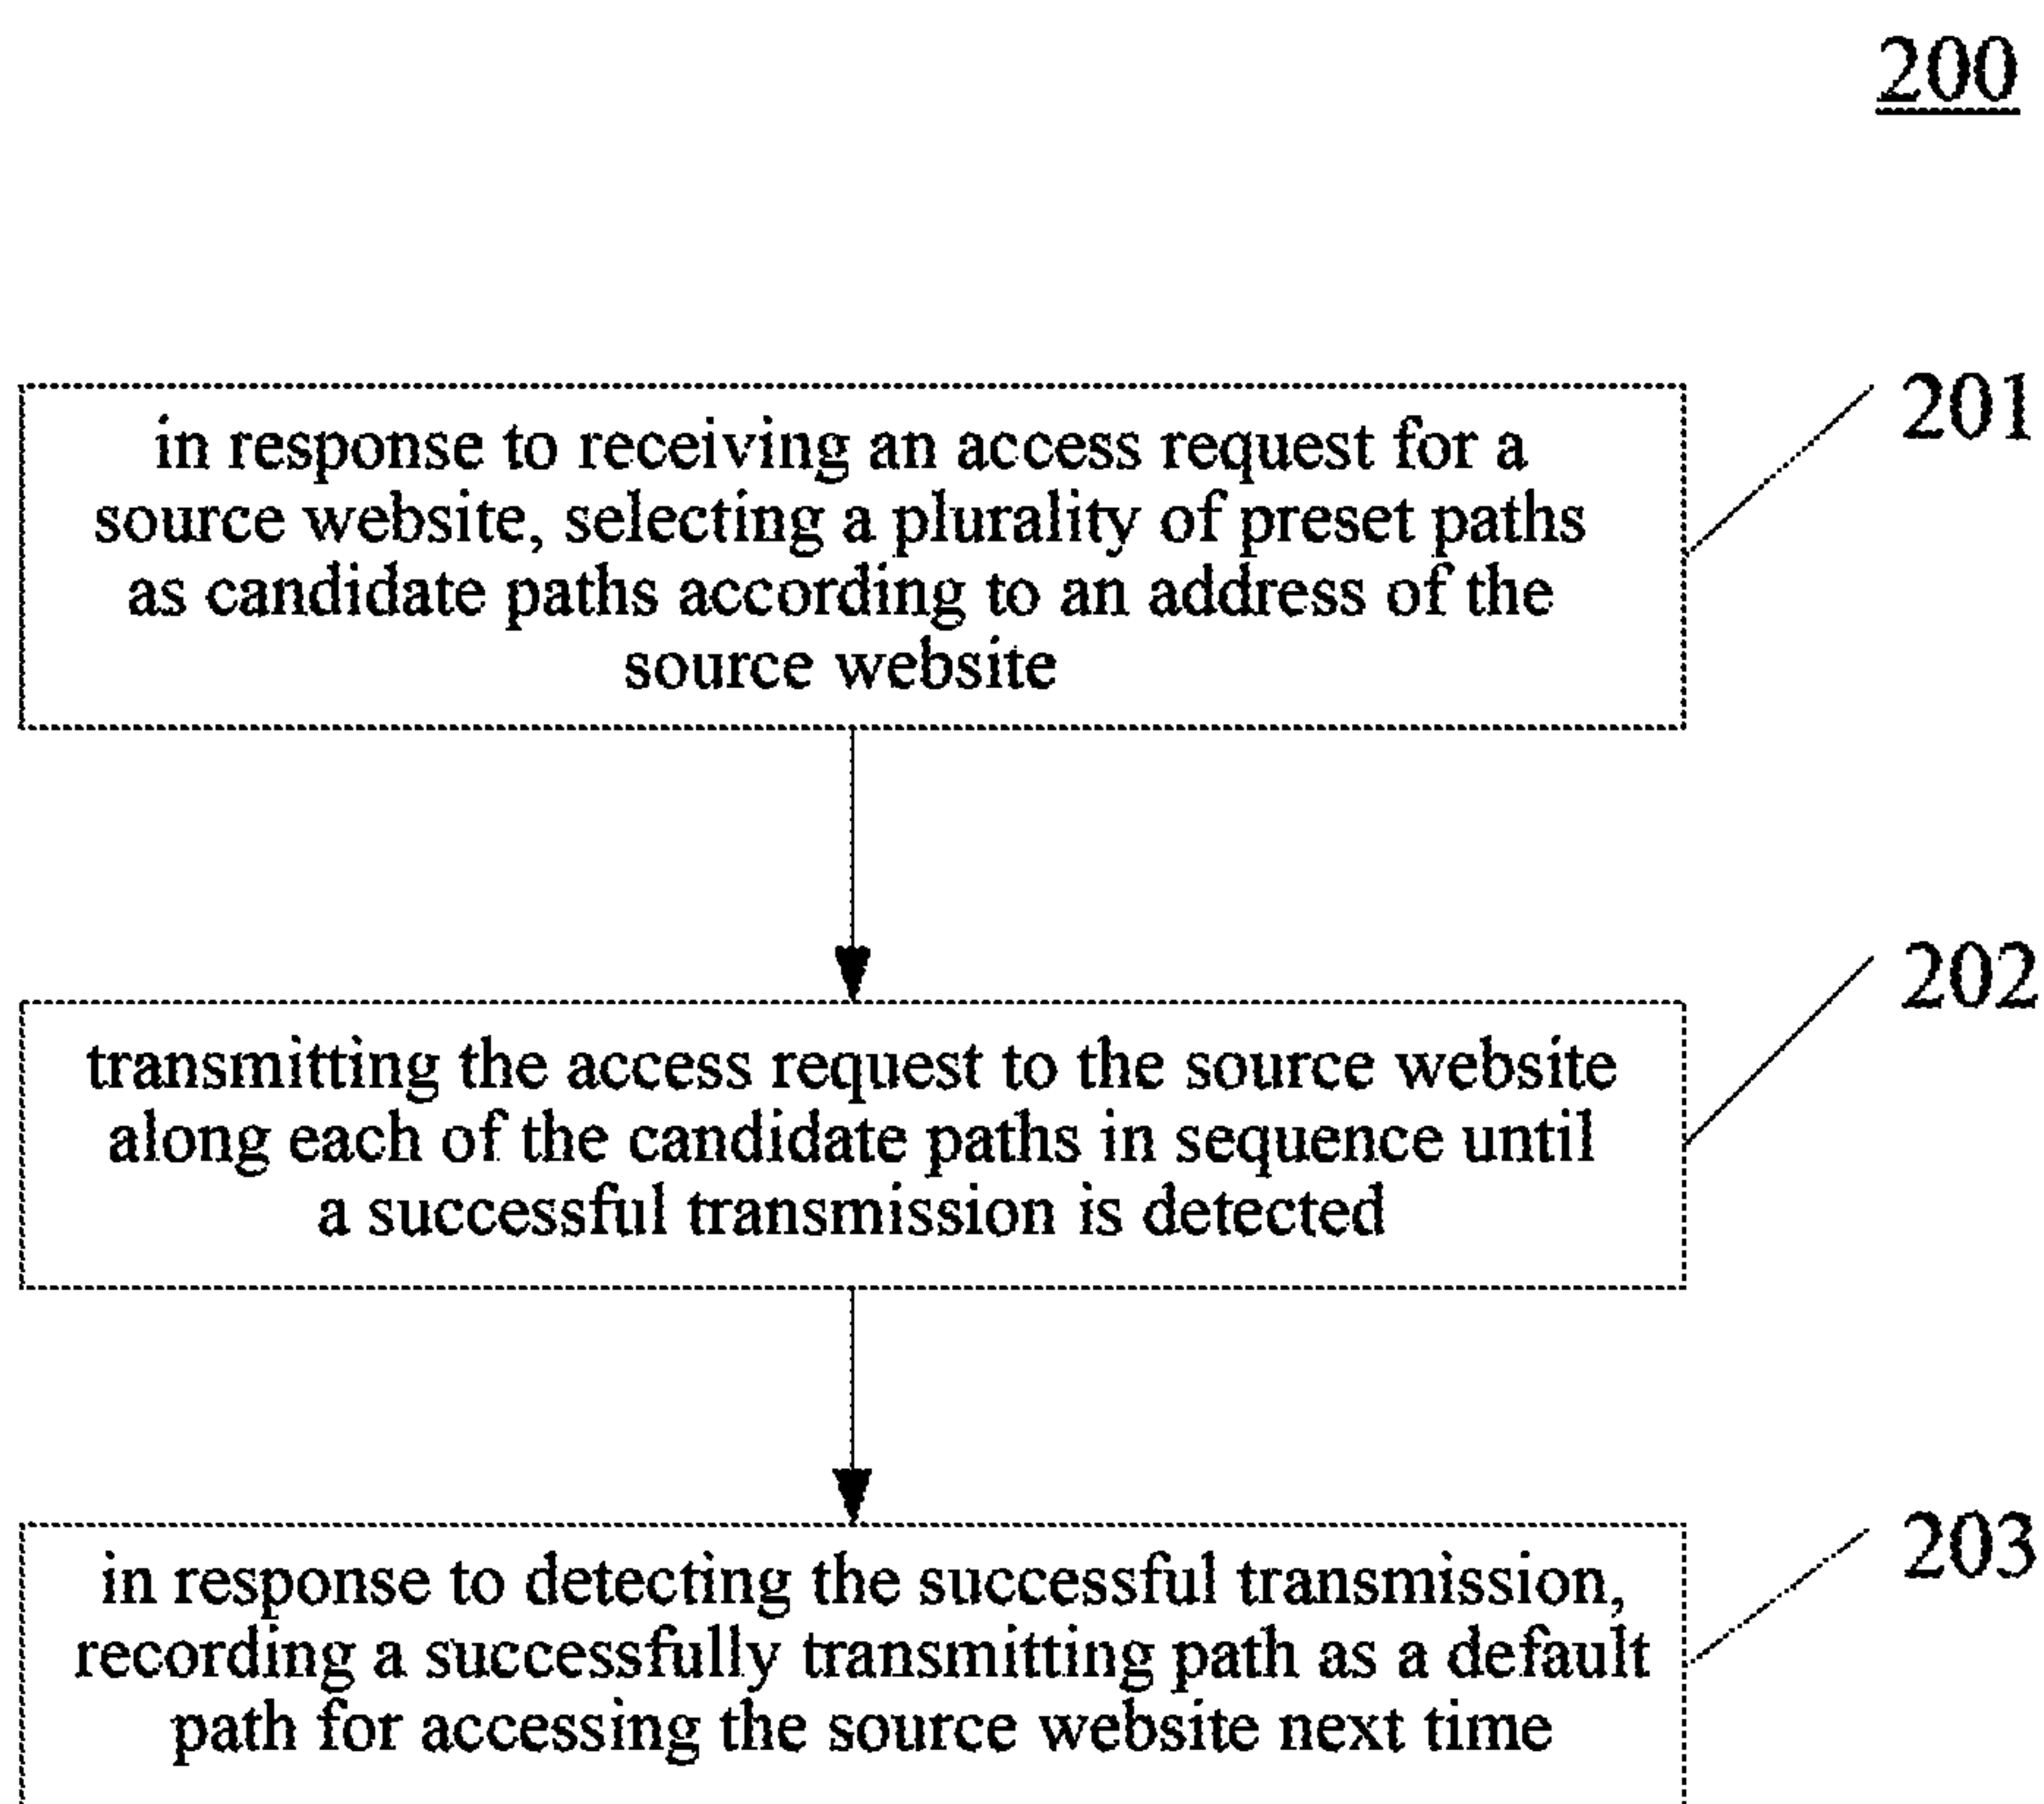 200
in response to receiving an access request for a
source website, selecting a plurality of preset paths
as candidate paths according to an address of the
source website
201
transmitting the access request to the source website
along each of the candidate paths in sequence until
a successful transmission is detected
202
in response to detecting the successful transmission,
recording a successfully transmitting path as a default
path for accessing the source website next time
203